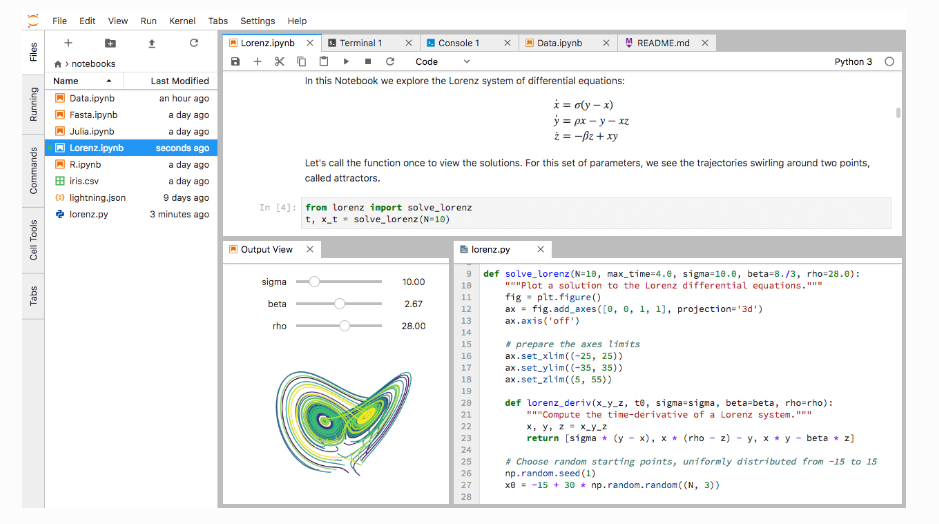 File Edit View Run Kernel Tabs Settings Help
Files
Running
Commands
Cell Tools
Tabs
> notebooks
Name Last Modified
Data.ipynb an hour ago
Fasta.ipynb a day ago
Julia.ipynb a day ago
Lorenz.ipynb seconds ago
R.ipynb a day ago
iris.csv a day ago
lightning.json 9 days ago
lorenz.py 3 minutes ago
Lorenz.ipynb Terminal 1 Console 1 Data.ipynb README.md
Code Python 3
In this Notebook we explore the Lorenz system of differential equations:
ẋ = σ(y − x)
ẏ = ρx − y − xz
ż = −βz + xy
Let's call the function once to view the solutions. For this set of parameters, we see the trajectories swirling around two points,
called attractors.
In [4]: from lorenz import solve_lorenz
t, x_t = solve_lorenz(N=10)
Output View
sigma 10.00
beta 2.67
rho 28.00
lorenz.py
9 def solve_lorenz(N=10, max_time=4.0, sigma=10.0, beta=8./3, rho=28.0):
10 """Plot a solution to the Lorenz differential equations."""
11 fig = plt.figure()
12 ax = fig.add_axes([0, 0, 1, 1], projection='3d')
13 ax.axis('off')
14
15 # prepare the axes limits
16 ax.set_xlim((-25, 25))
17 ax.set_ylim((-35, 35))
18 ax.set_zlim((5, 55))
19
20 def lorenz_deriv(x_y_z, t0, sigma=sigma, beta=beta, rho=rho):
21 """Compute the time-derivative of a Lorenz system."""
22 x, y, z = x_y_z
23 return [sigma * (y - x), x * (rho - z) - y, x * y - beta * z]
24
25 # Choose random starting points, uniformly distributed from -15 to 15
26 np.random.seed(1)
27 x0 = -15 + 30 * np.random.random((N, 3))
28